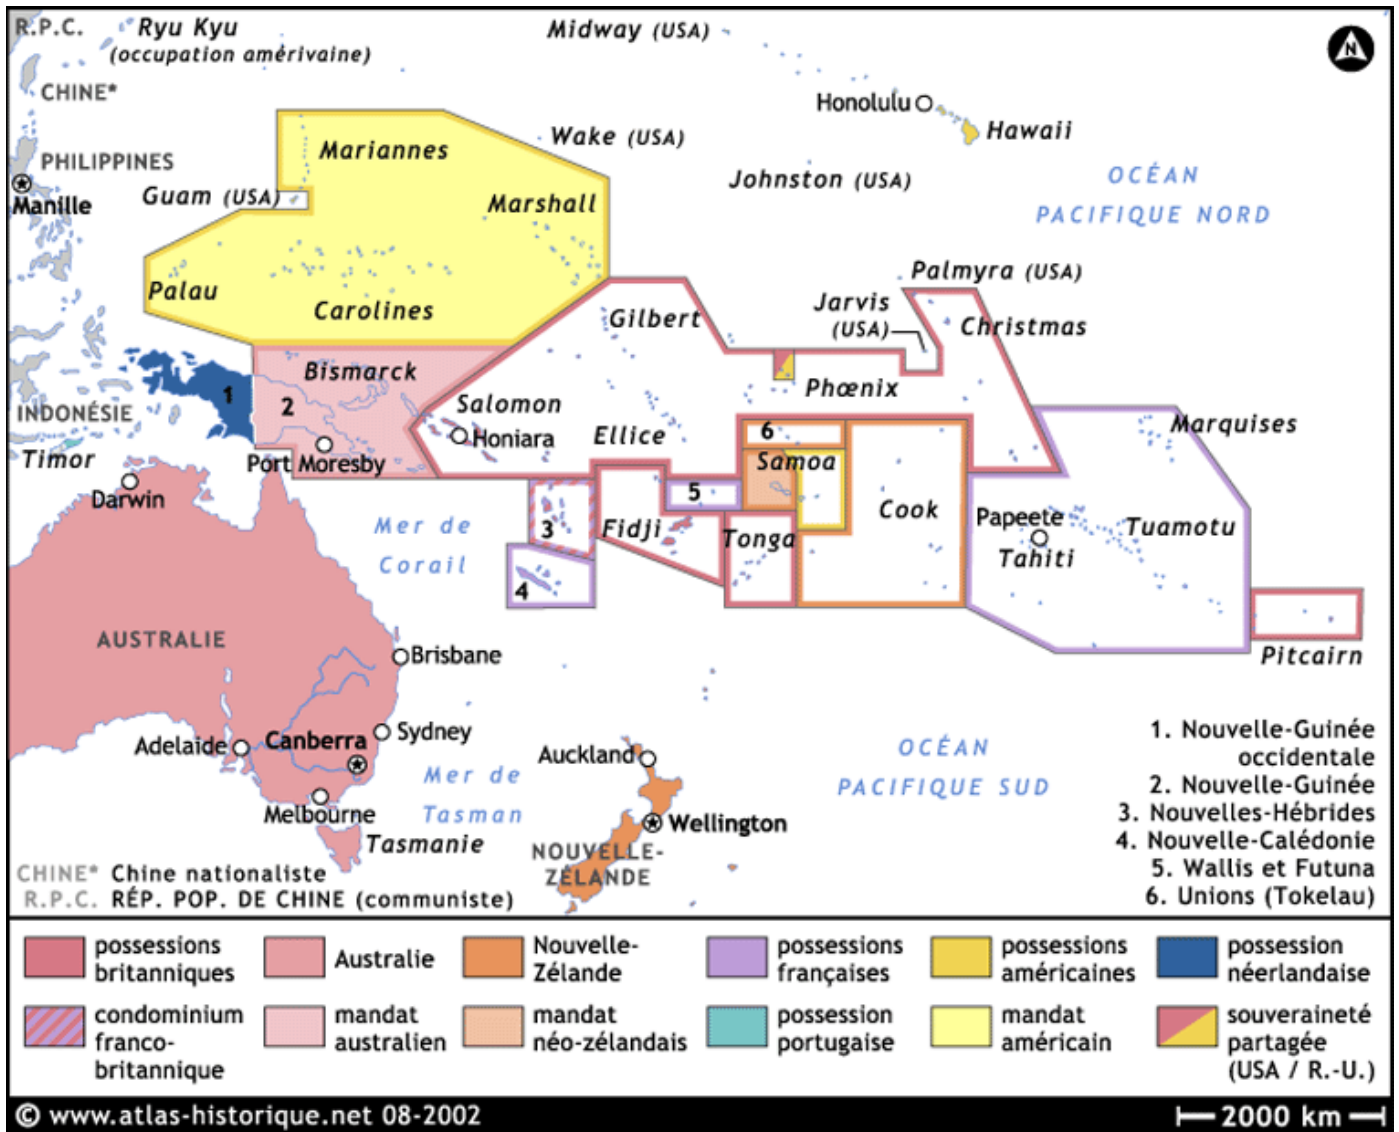 R.P.C.
Ryu Kyu
(occupation amérivaine)
Midway (USA)
N
CHINE*
Honolulu
Hawaii
Mariannes
Wake (USA)
PHILIPPINES
Johnston (USA)
OCÉAN
PACIFIQUE NORD
Guam (USA)
Manille
Marshall
Palau
Carolines
Palmyra (USA)
Jarvis
(USA)
Gilbert
Christmas
Bismarck
1
2
Phœnix
INDONÉSIE
Salomon
Honiara
Ellice
6
Marquises
Timor
Port Moresby
Samoa
Darwin
5
Mer de
Corail
3
Fidji
Tonga
Cook
Papeete
Tahiti
Tuamotu
4
AUSTRALIE
Brisbane
Pitcairn
Adelaide
Canberra
Sydney
Auckland
OCÉAN
PACIFIQUE SUD
Mer de
Tasman
Melbourne
Tasmanie
Wellington
NOUVELLE-
ZÉLANDE
1. Nouvelle-Guinée
occidentale
2. Nouvelle-Guinée
3. Nouvelles-Hébrides
4. Nouvelle-Calédonie
5. Wallis et Futuna
6. Unions (Tokelau)
CHINE* Chine nationaliste
R.P.C. RÉP. POP. DE CHINE (communiste)
possessions
britanniques
Australie
Nouvelle-
Zélande
possessions
françaises
possessions
américaines
possession
néerlandaise
condominium
franco-
britannique
mandat
australien
mandat
néo-zélandais
possession
portugaise
mandat
américain
souveraineté
partagée
(USA / R.-U.)
© www.atlas-historique.net 08-2002
2000 km